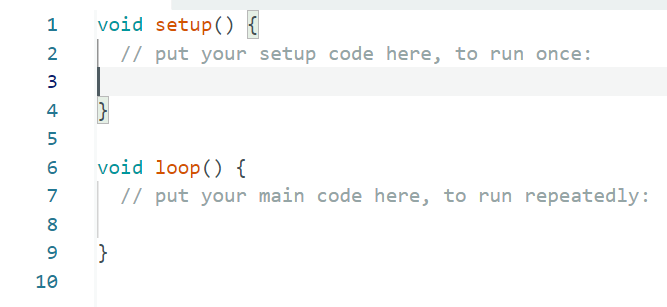 1 void setup() {
2 // put your setup code here, to run once:
3
4 }
5
6 void loop() {
7 // put your main code here, to run repeatedly:
8
9 }
10